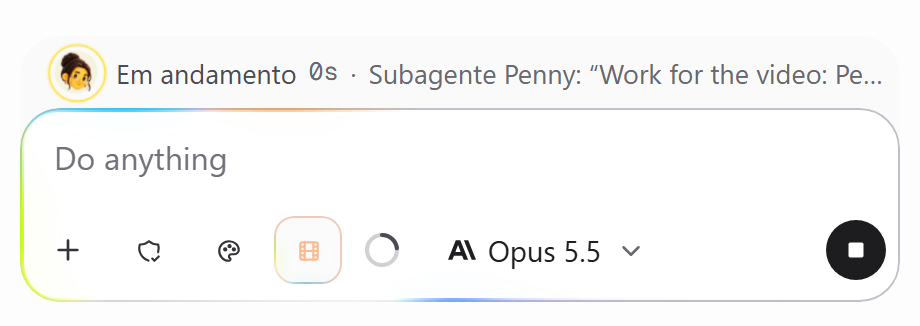 Em andamento 0s · Subagente Penny: “Work for the video: Pe...
Do anything
Opus 5.5